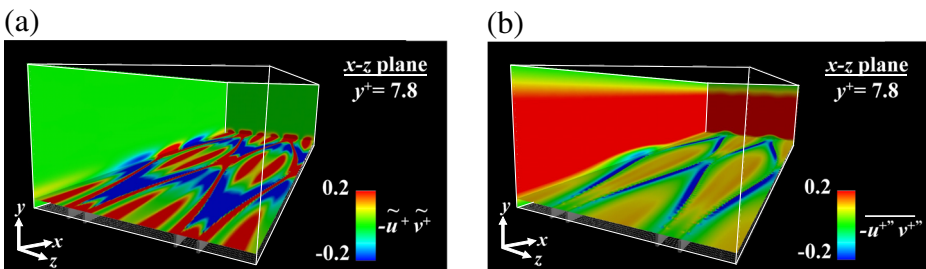 (a)
x-z plane
y+= 7.8
0.2
-ũ+ ṽ+
-0.2
y
x
z
(b)
x-z plane
y+= 7.8
0.2
-u+" v+"
-0.2
y
x
z